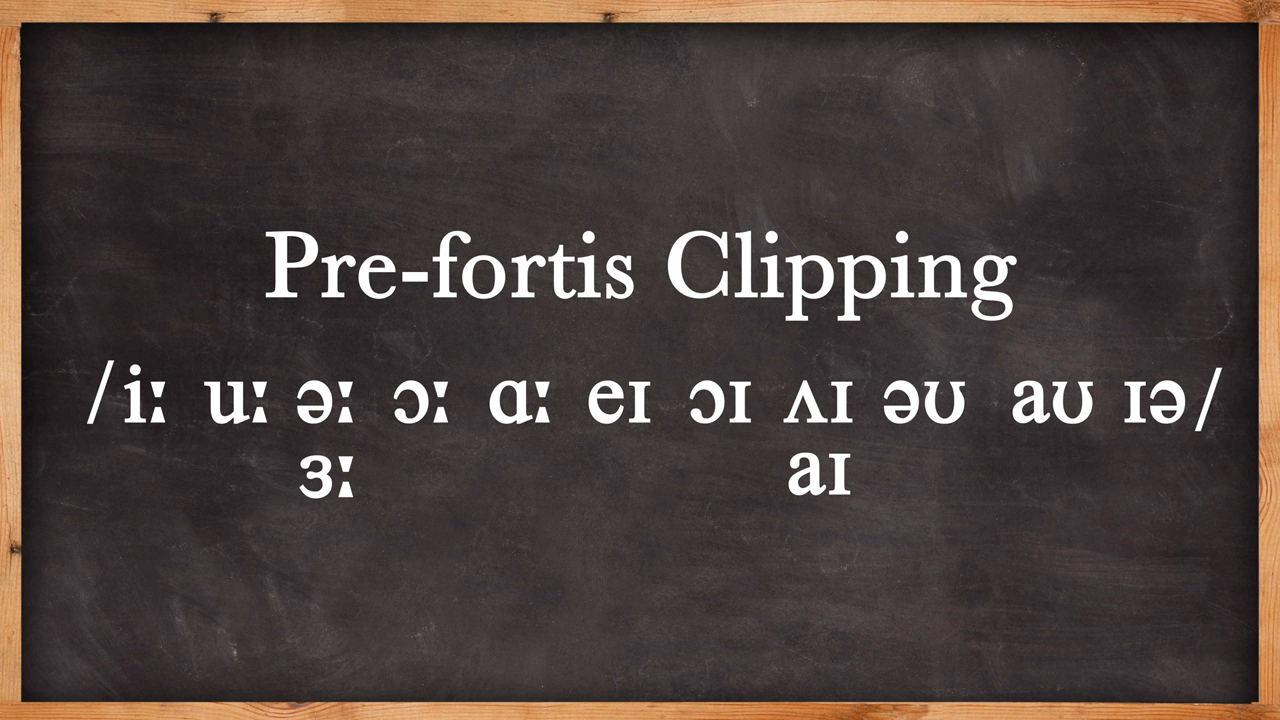 Pre-fortis Clipping
/iː uː əː ɔː ɑː eɪ ɔɪ ʌɪ əʊ aʊ ɪə/
ɜː aɪ